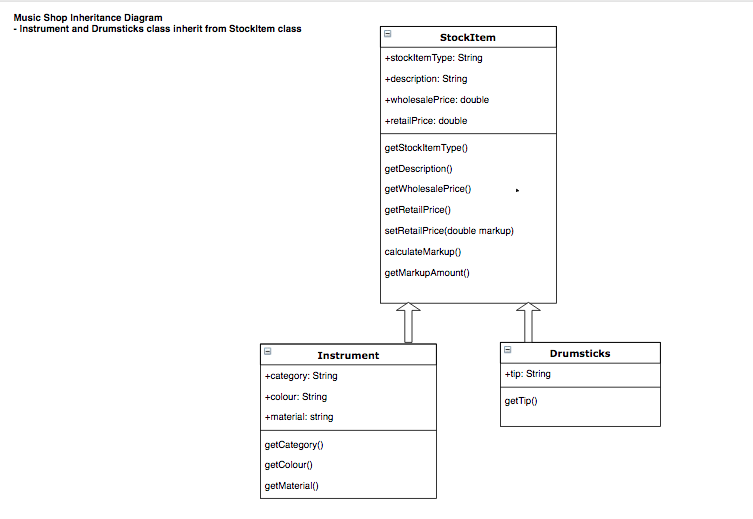 Music Shop Inheritance Diagram
- Instrument and Drumsticks class inherit from StockItem class
StockItem
+stockItemType: String
+description: String
+wholesalePrice: double
+retailPrice: double
getStockItemType()
getDescription()
getWholesalePrice()
getRetailPrice()
setRetailPrice(double markup)
calculateMarkup()
getMarkupAmount()
Instrument
+category: String
+colour: String
+material: string
getCategory()
getColour()
getMaterial()
Drumsticks
+tip: String
getTip()